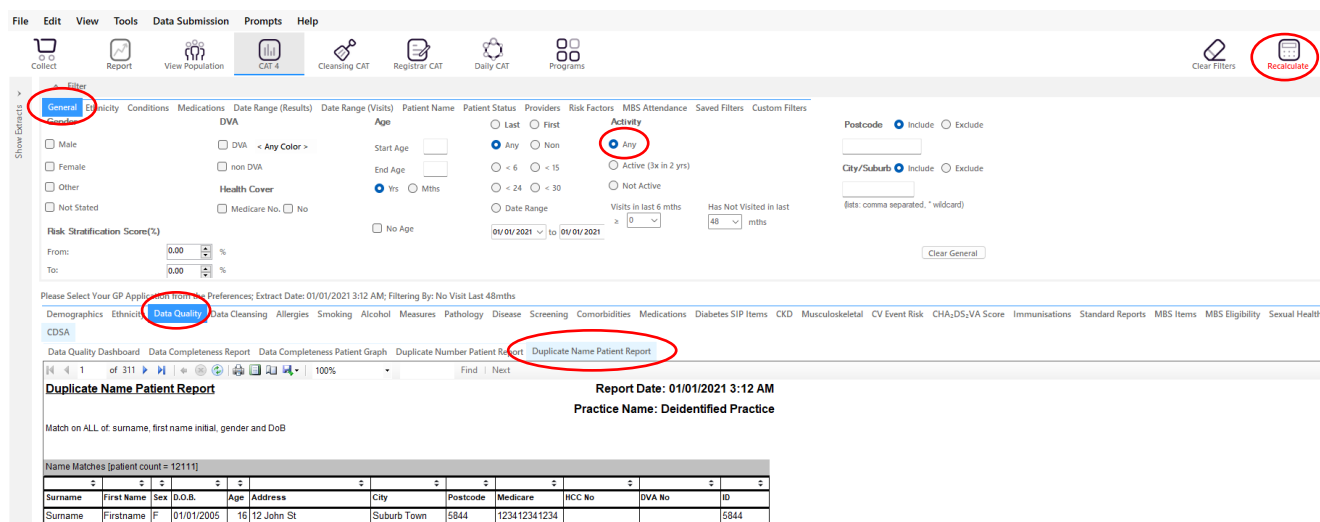 File Edit View Tools Data Submission Prompts Help
Collect Report View Population CAT 4 Cleansing CAT Registrar CAT Daily CAT Programs Clear Filters Recalculate
Show Extracts
Filter
General Ethnicity Conditions Medications Date Range (Results) Date Range (Visits) Patient Name Patient Status Providers Risk Factors MBS Attendance Saved Filters Custom Filters
Gender DVA Age Last First Activity Postcode Include Exclude
Male DVA < Any Color > Start Age Any Non Any
Female non DVA End Age < 6 < 15 Active (3x in 2 yrs) City/Suburb Include Exclude
Other Health Cover Yrs Mths < 24 < 30 Not Active
Not Stated Medicare No. No Date Range Visits in last 6 mths Has Not Visited in last (lists: comma separated, * wildcard)
≥ 0 48 mths
Risk Stratification Score(%) No Age 01/01/2021 to 01/01/2021
From: 0.00 % Clear General
To: 0.00 %
Please Select Your GP Application from the Preferences; Extract Date: 01/01/2021 3:12 AM; Filtering By: No Visit Last 48mths
Demographics Ethnicity Data Quality Data Cleansing Allergies Smoking Alcohol Measures Pathology Disease Screening Comorbidities Medications Diabetes SIP Items CKD Musculoskeletal CV Event Risk CHA₂DS₂VA Score Immunisations Standard Reports MBS Items MBS Eligibility Sexual Health
CDSA
Data Quality Dashboard Data Completeness Report Data Completeness Patient Graph Duplicate Number Patient Report Duplicate Name Patient Report
1 of 311 100% Find | Next
Duplicate Name Patient Report Report Date: 01/01/2021 3:12 AM
Practice Name: Deidentified Practice
Match on ALL of: surname, first name initial, gender and DoB
Name Matches [patient count = 12111]
Surname First Name Sex D.O.B. Age Address City Postcode Medicare HCC No DVA No ID
Surname Firstname F 01/01/2005 16 12 John St Suburb Town 5844 123412341234 5844